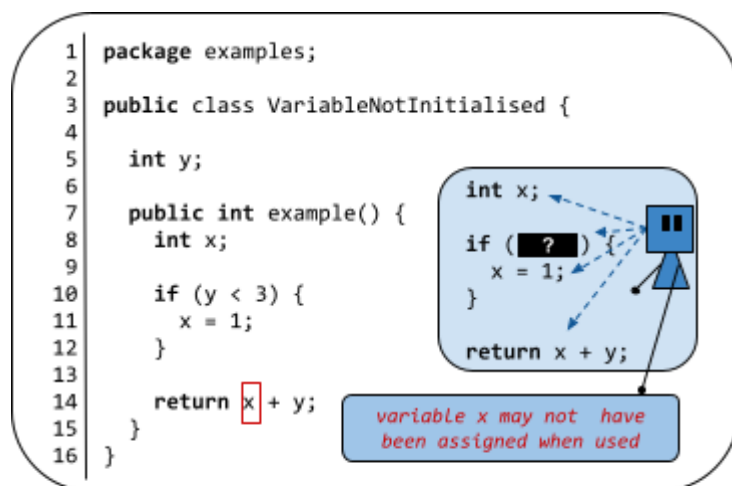 1 package examples;
2
3 public class VariableNotInitialised {
4
5 int y;
6
7 public int example() {
8 int x;
9
10 if (y < 3) {
11 x = 1;
12 }
13
14 return x + y;
15 }
16 }
int x;
if ( ? ) {
x = 1;
}
return x + y;
variable x may not have
been assigned when used